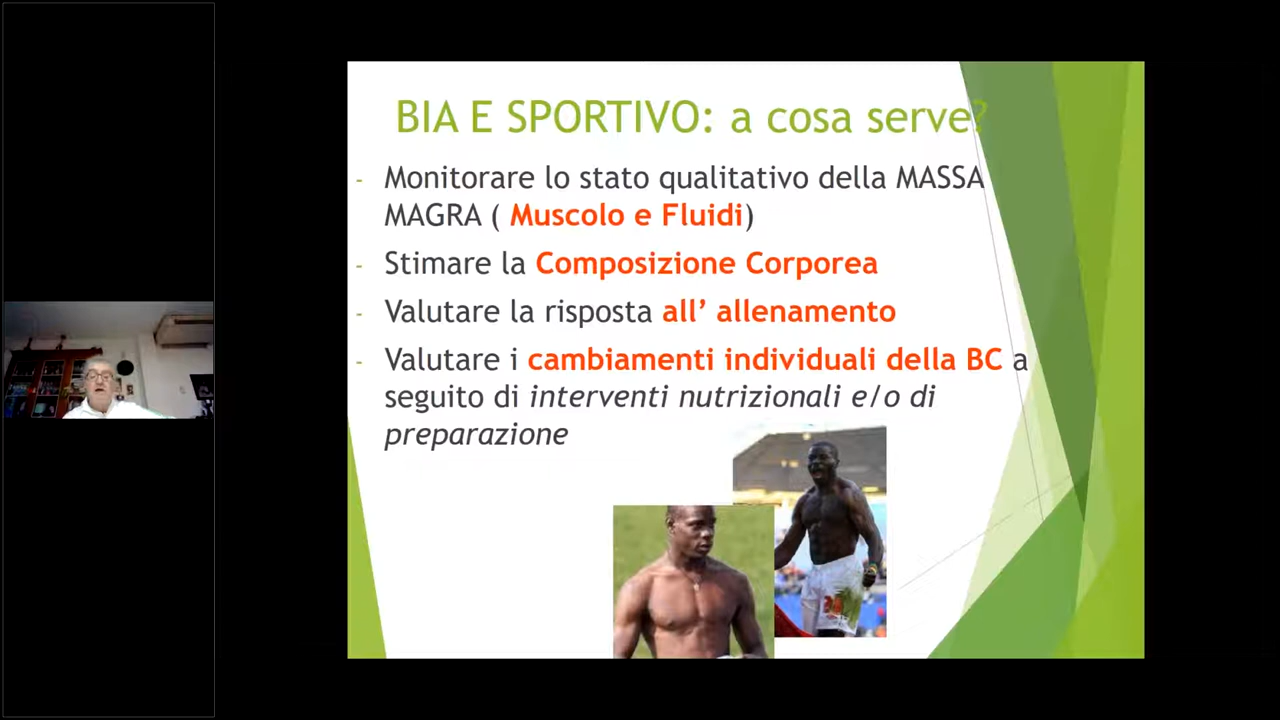 BIA E SPORTIVO: a cosa serve?
- Monitorare lo stato qualitativo della MASSA
MAGRA ( Muscolo e Fluidi)
- Stimare la Composizione Corporea
- Valutare la risposta all’ allenamento
- Valutare i cambiamenti individuali della BC a
seguito di interventi nutrizionali e/o di
preparazione